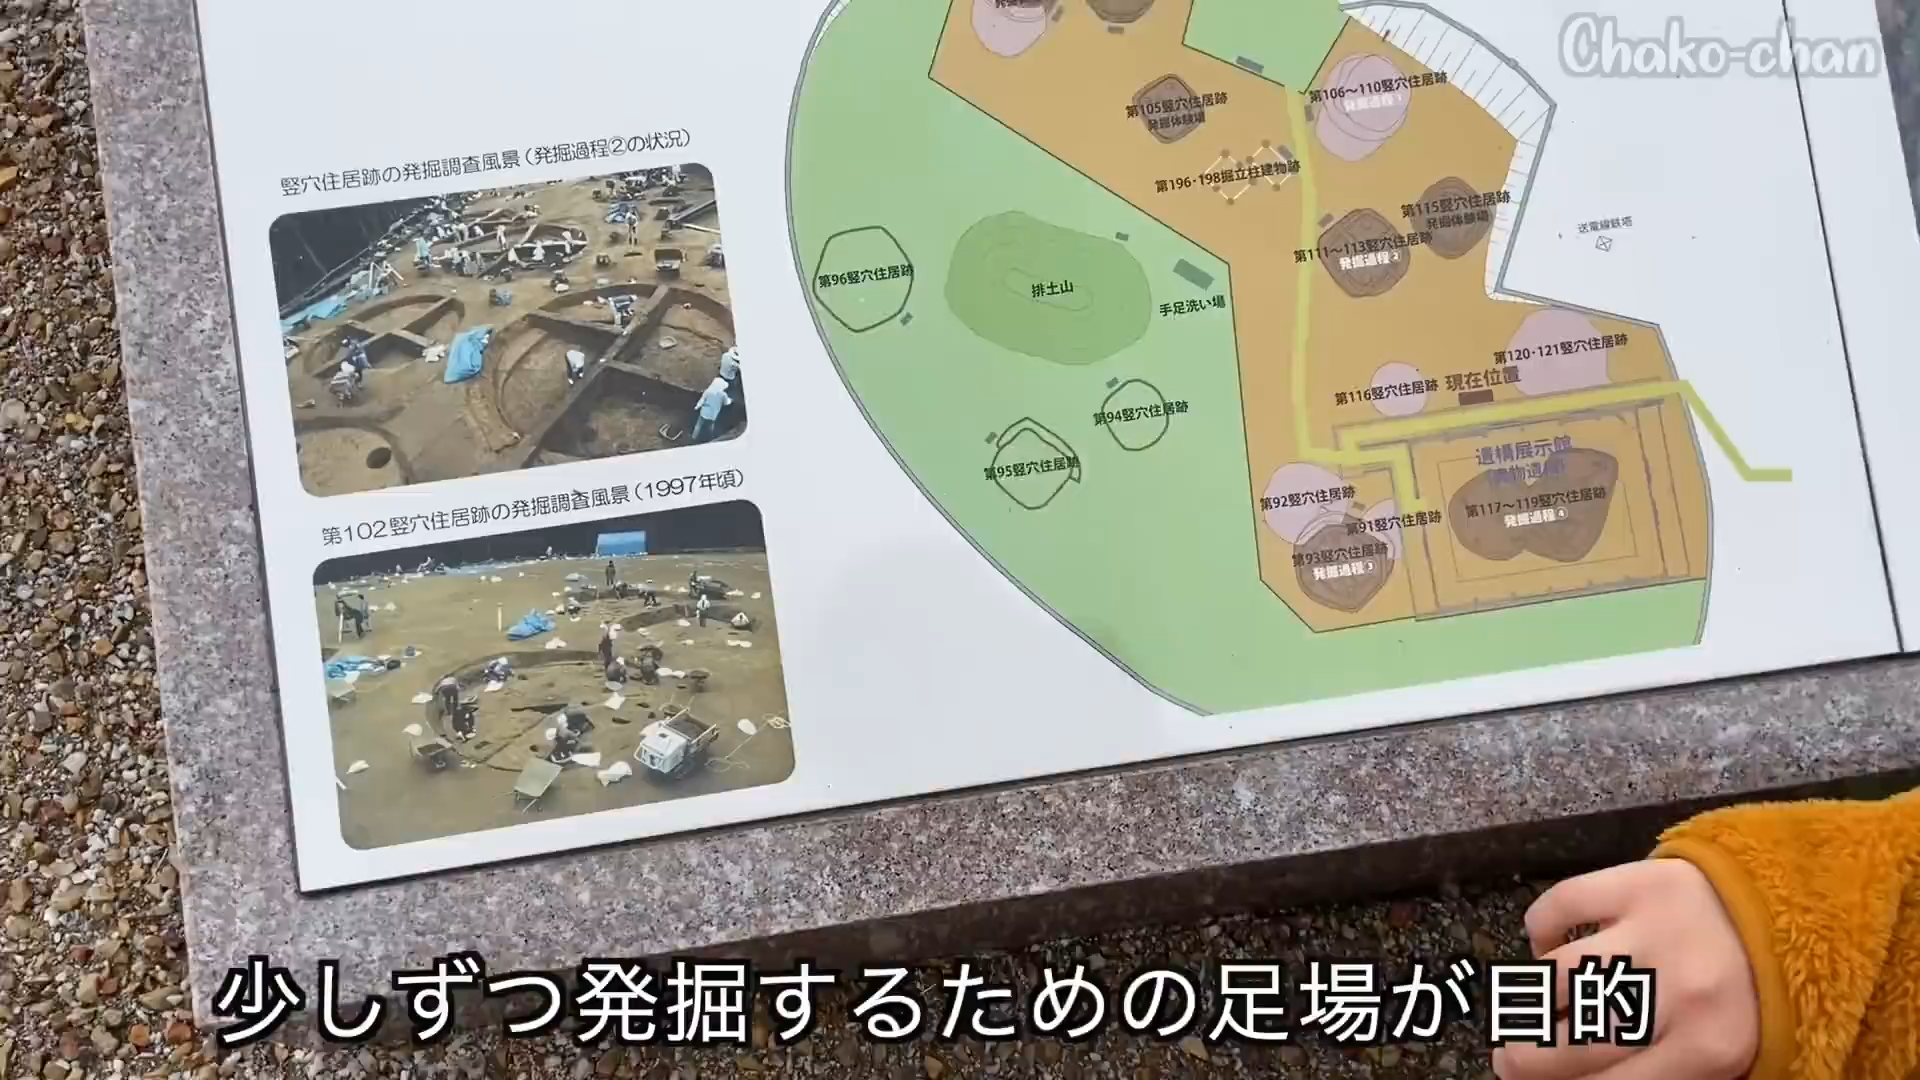 Chako-chan
竪穴住居跡の発掘調査風景（発掘過程②の状況）
第102竪穴住居跡の発掘調査風景（1997年頃）
第105竪穴住居跡
発掘体験場
第106～110竪穴住居跡
発掘過程①
第196･198掘立柱建物跡
第115竪穴住居跡
発掘体験場
第111～113竪穴住居跡
発掘過程②
送電線鉄塔
第96竪穴住居跡
排土山
手足洗い場
第120･121竪穴住居跡
第116竪穴住居跡
現在位置
第94竪穴住居跡
第95竪穴住居跡
遺構展示館
第92竪穴住居跡
第91竪穴住居跡
第93竪穴住居跡
発掘過程③
第117～119竪穴住居跡
発掘過程④
少しずつ発掘するための足場が目的